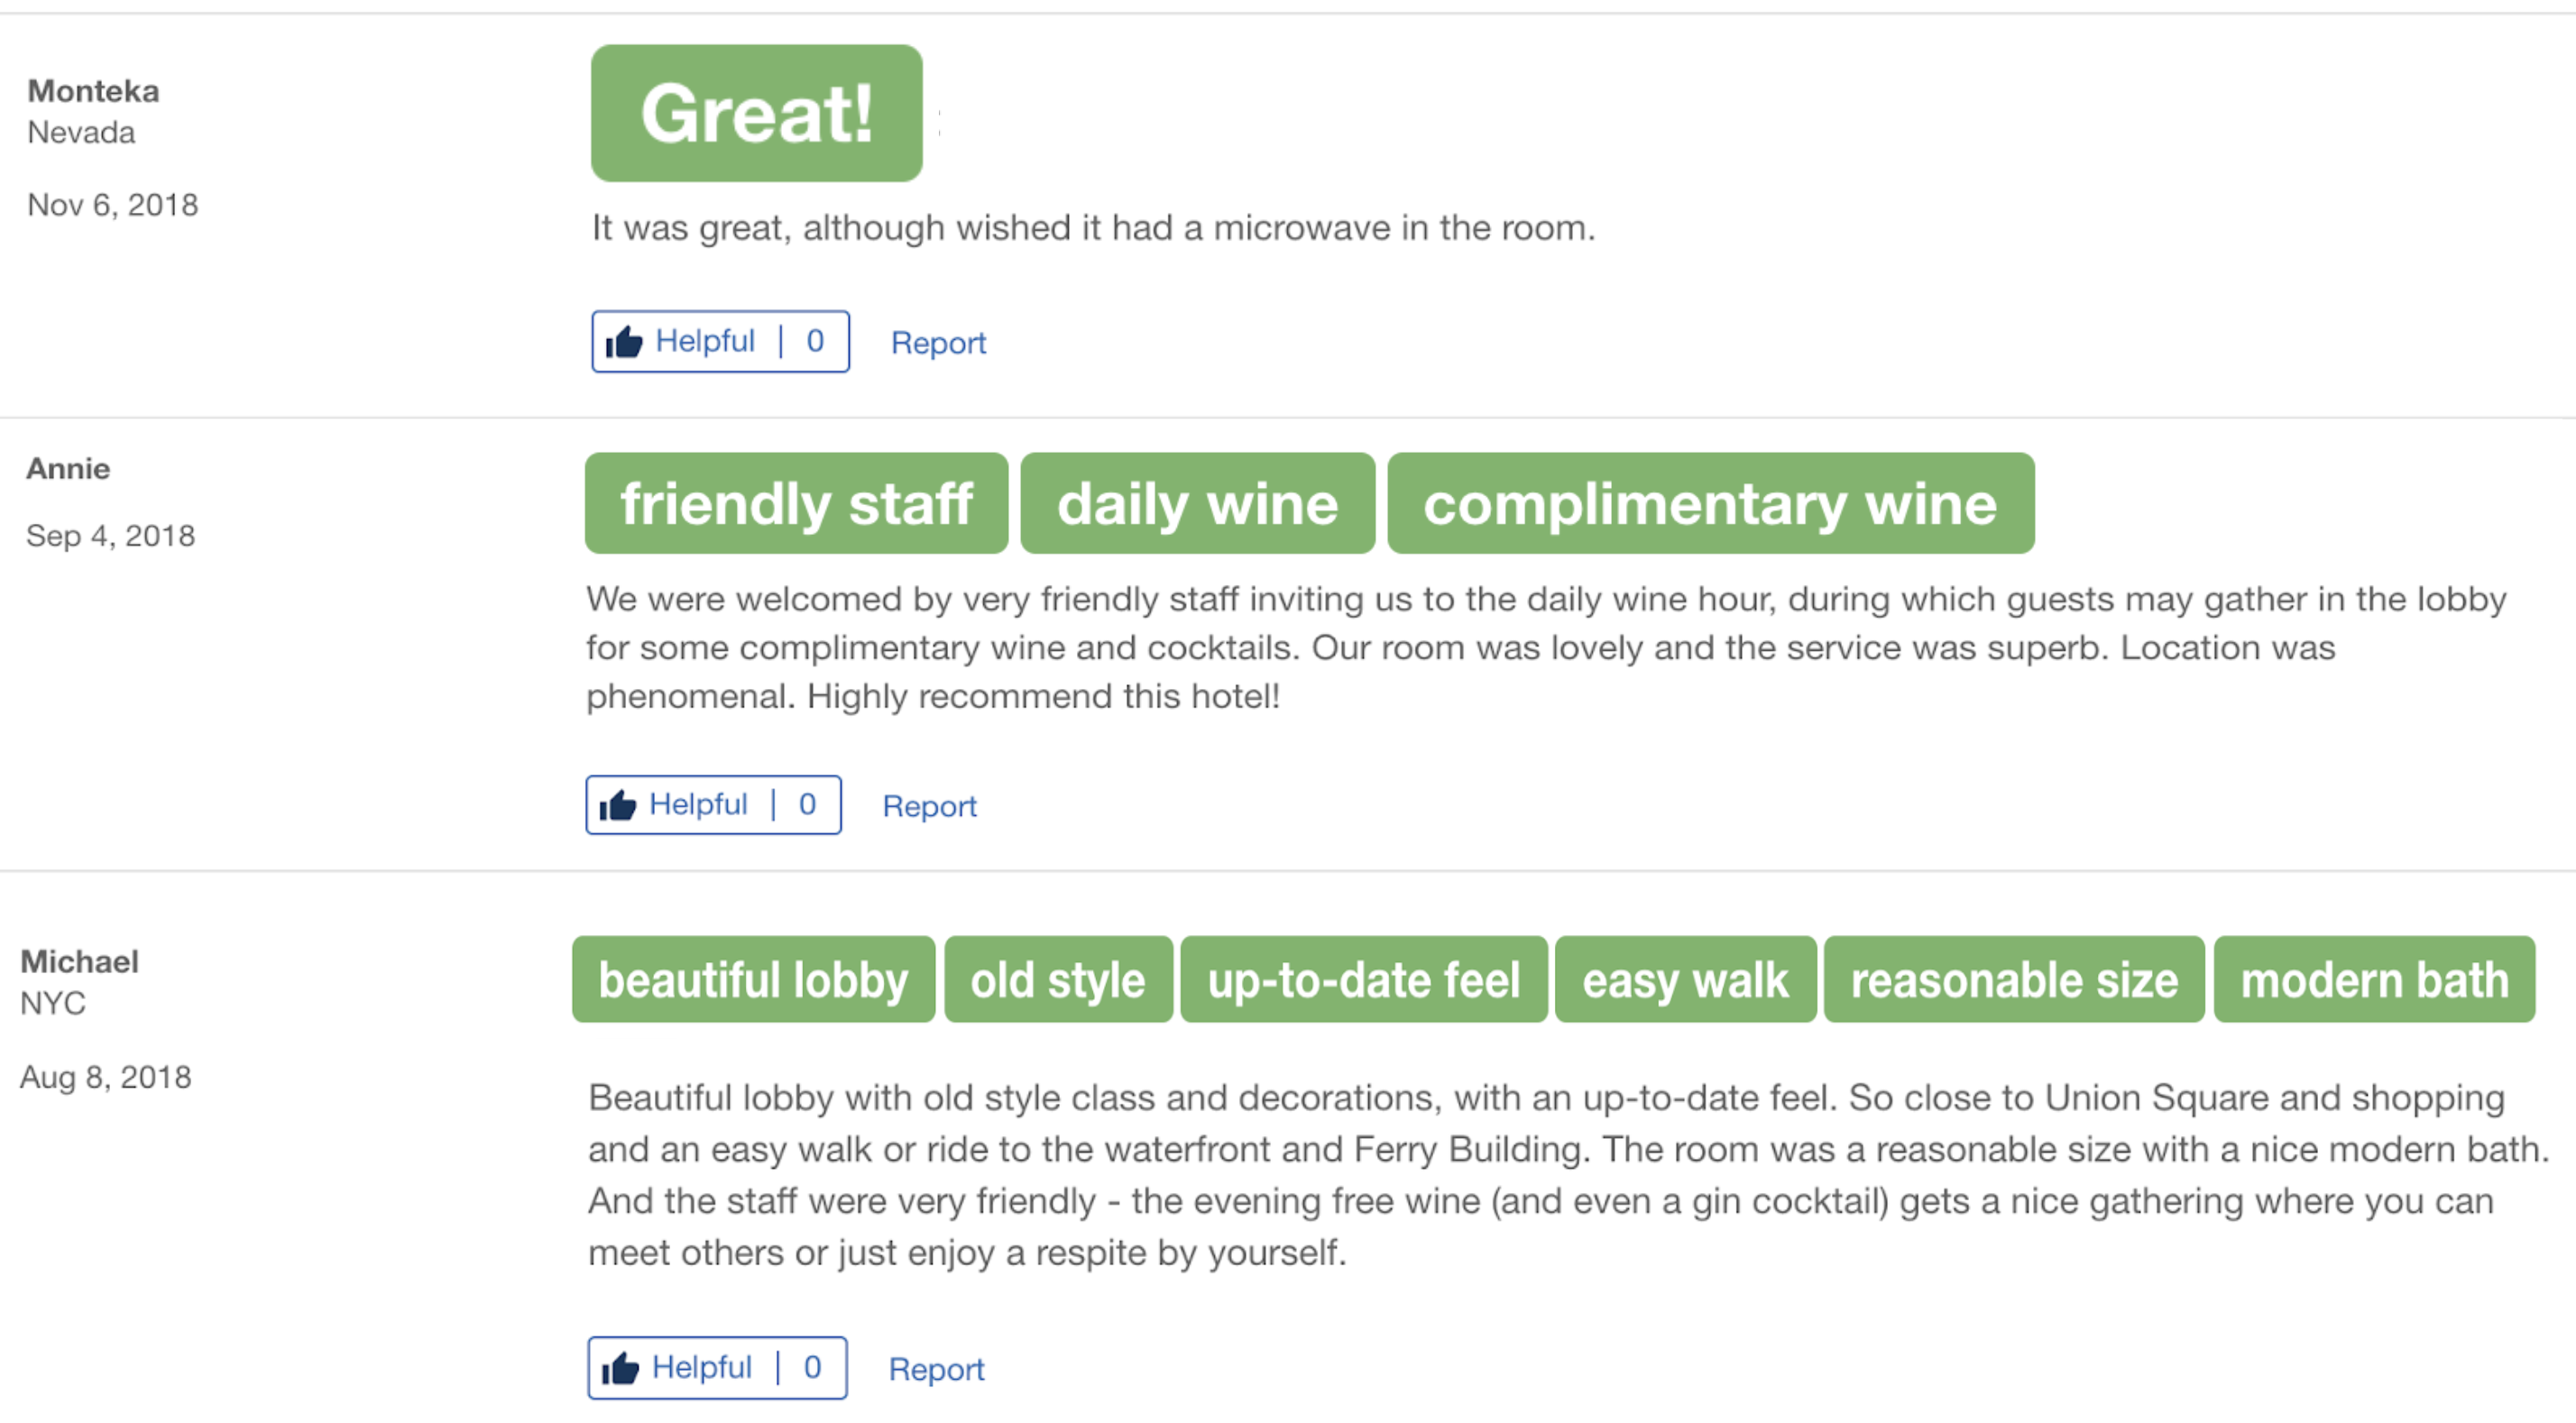 Monteka
Nevada
Nov 6, 2018
Great!
It was great, although wished it had a microwave in the room.
Helpful | 0 Report
Annie
Sep 4, 2018
friendly staff daily wine complimentary wine
We were welcomed by very friendly staff inviting us to the daily wine hour, during which guests may gather in the lobby
for some complimentary wine and cocktails. Our room was lovely and the service was superb. Location was
phenomenal. Highly recommend this hotel!
Helpful | 0 Report
Michael
NYC
Aug 8, 2018
beautiful lobby old style up-to-date feel easy walk reasonable size modern bath
Beautiful lobby with old style class and decorations, with an up-to-date feel. So close to Union Square and shopping
and an easy walk or ride to the waterfront and Ferry Building. The room was a reasonable size with a nice modern bath.
And the staff were very friendly - the evening free wine (and even a gin cocktail) gets a nice gathering where you can
meet others or just enjoy a respite by yourself.
Helpful | 0 Report